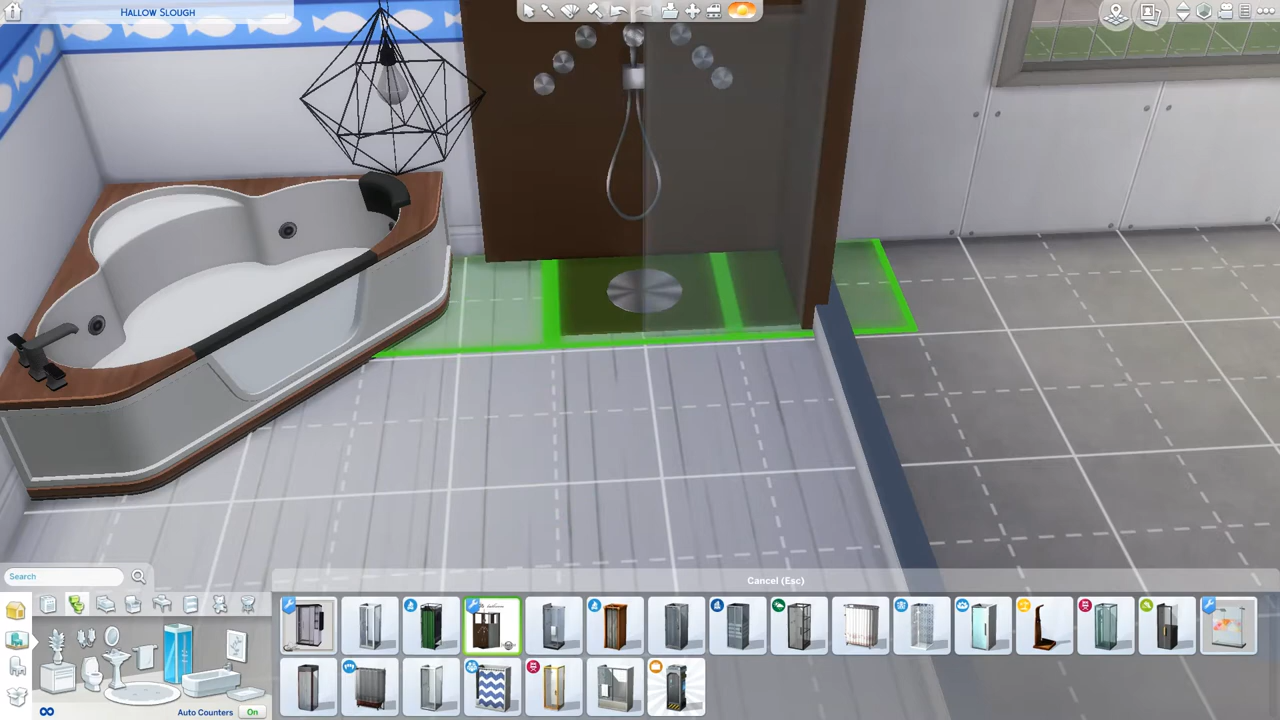 HALLOW SLOUGH
Search
Cancel (Esc)
Auto Counters
On